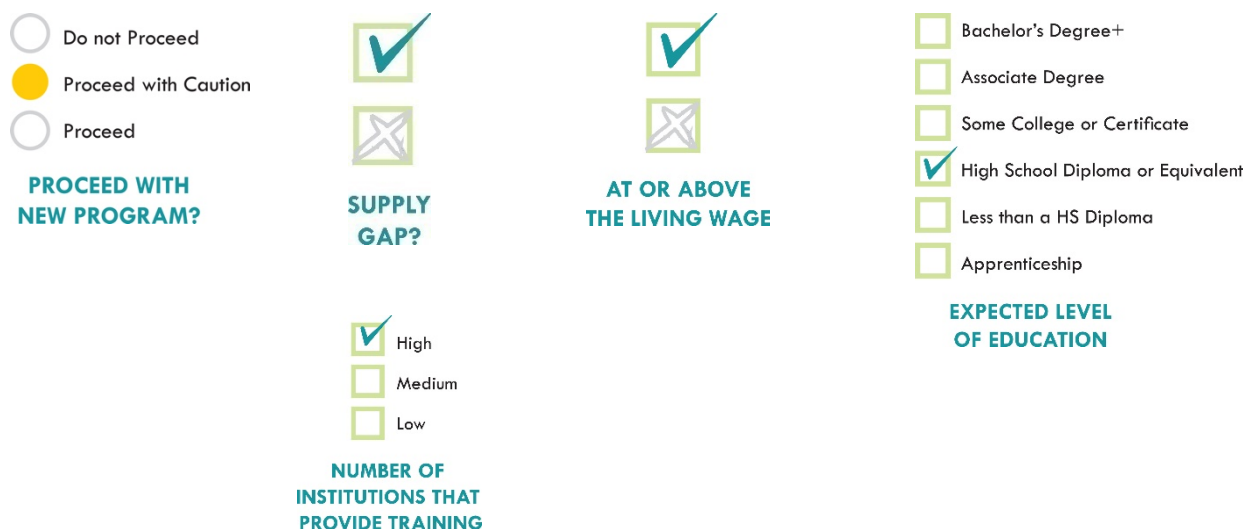 Do not Proceed
Proceed with Caution
Proceed
PROCEED WITH
NEW PROGRAM?
SUPPLY
GAP?
AT OR ABOVE
THE LIVING WAGE
Bachelor's Degree+
Associate Degree
Some College or Certificate
High School Diploma or Equivalent
Less than a HS Diploma
Apprenticeship
EXPECTED LEVEL
OF EDUCATION
High
Medium
Low
NUMBER OF
INSTITUTIONS THAT
PROVIDE TRAINING